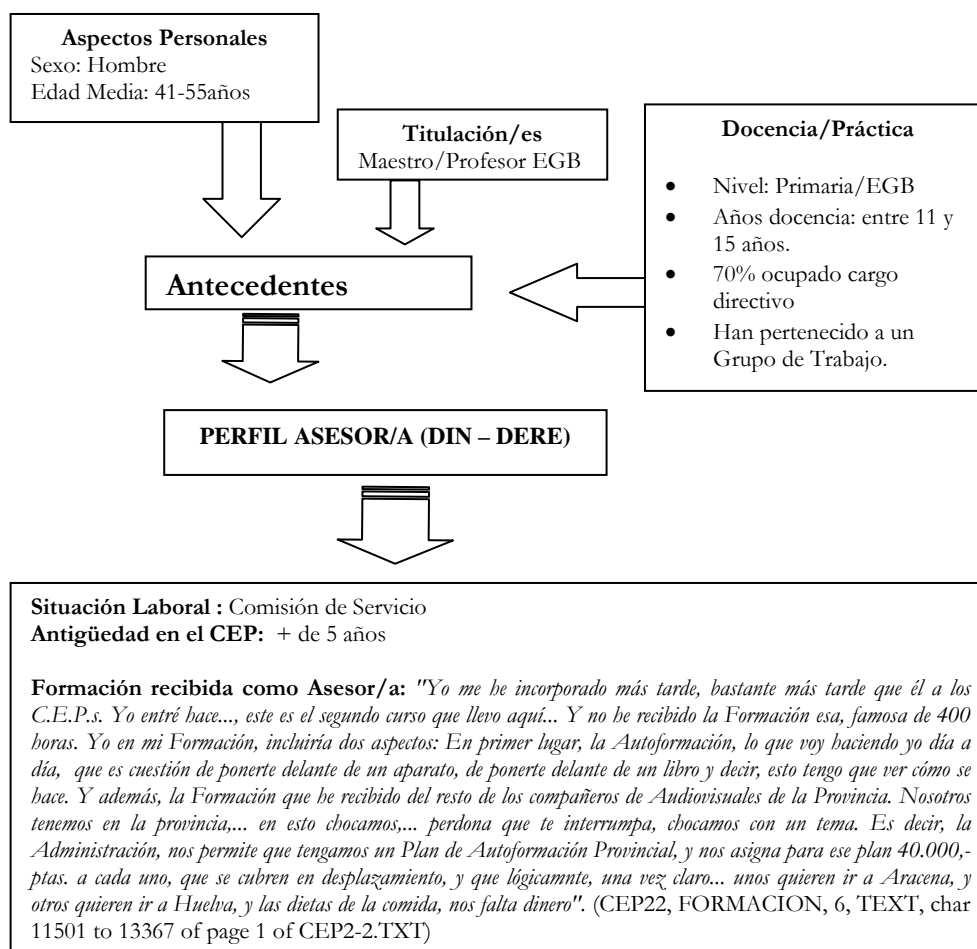 Aspectos Personales
Sexo: Hombre
Edad Media: 41-55años
Titulación/es
Maestro/Profesor EGB
Docencia/Práctica
• Nivel: Primaria/EGB
• Años docencia: entre 11 y
15 años.
• 70% ocupado cargo
directivo
• Han pertenecido a un
Grupo de Trabajo.
Antecedentes
PERFIL ASESOR/A (DIN – DERE)
Situación Laboral : Comisión de Servicio
Antigüedad en el CEP: + de 5 años
Formación recibida como Asesor/a: "Yo me he incorporado más tarde, bastante más tarde que él a los
C.E.P.s. Yo entré hace..., este es el segundo curso que llevo aquí... Y no he recibido la Formación esa, famosa de 400
horas. Yo en mi Formación, incluiría dos aspectos: En primer lugar, la Autoformación, lo que voy haciendo yo día a
día, que es cuestión de ponerte delante de un aparato, de ponerte delante de un libro y decir, esto tengo que ver cómo se
hace. Y además, la Formación que he recibido del resto de los compañeros de Audiovisuales de la Provincia. Nosotros
tenemos en la provincia,... en esto chocamos,... perdona que te interrumpa, chocamos con un tema. Es decir, la
Administración, nos permite que tengamos un Plan de Autoformación Provincial, y nos asigna para ese plan 40.000,-
ptas. a cada uno, que se cubren en desplazamiento, y que lógicamnte, una vez claro... unos quieren ir a Aracena, y
otros quieren ir a Huelva, y las dietas de la comida, nos falta dinero". (CEP22, FORMACION, 6, TEXT, char
11501 to 13367 of page 1 of CEP2-2.TXT)